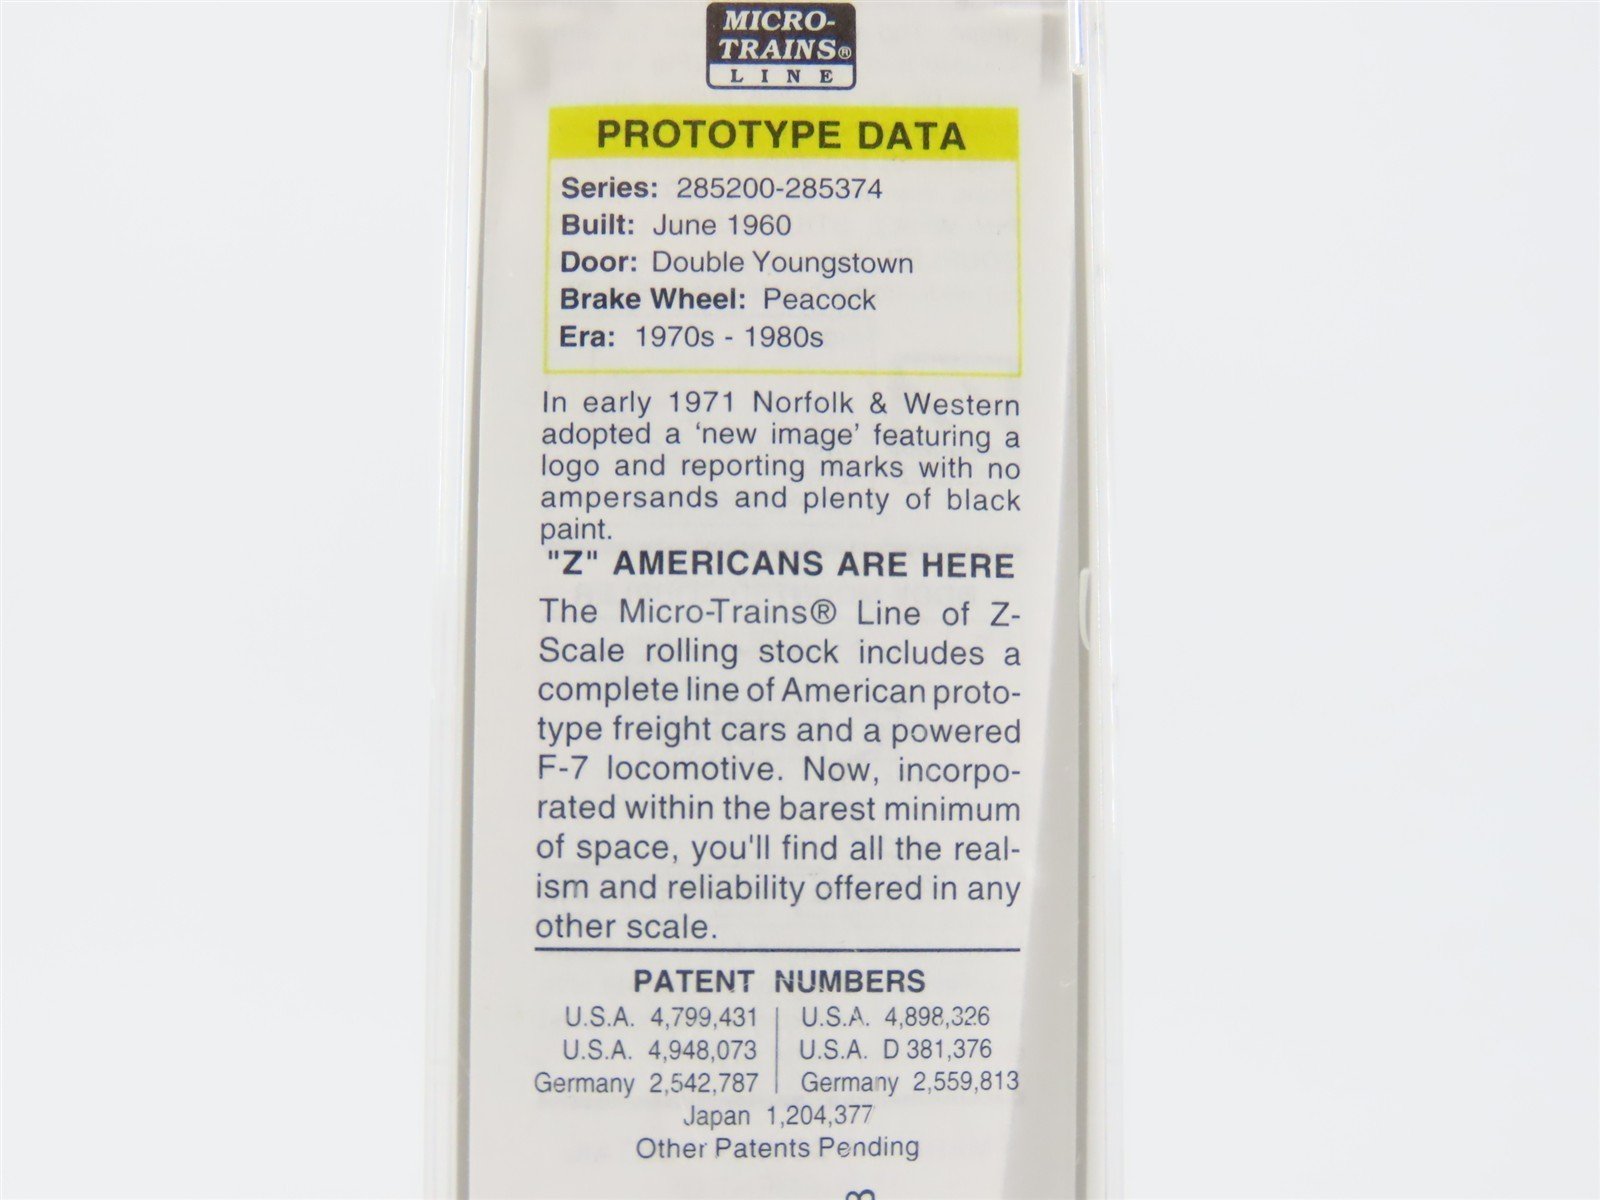 MICRO-
TRAINS®
LINE
PROTOTYPE DATA
Series: 285200-285374
Built: June 1960
Door: Double Youngstown
Brake Wheel: Peacock
Era: 1970s - 1980s
In early 1971 Norfolk & Western
adopted a 'new image' featuring a
logo and reporting marks with no
ampersands and plenty of black
paint.
"Z" AMERICANS ARE HERE
The Micro-Trains® Line of Z-
Scale rolling stock includes a
complete line of American proto-
type freight cars and a powered
F-7 locomotive. Now, incorpo-
rated within the barest minimum
of space, you'll find all the real-
ism and reliability offered in any
other scale.
PATENT NUMBERS
U.S.A. 4,799,431 | U.S.A. 4,898,326
U.S.A. 4,948,073 | U.S.A. D 381,376
Germany 2,542,787 | Germany 2,559,813
Japan 1,204,377
Other Patents Pending